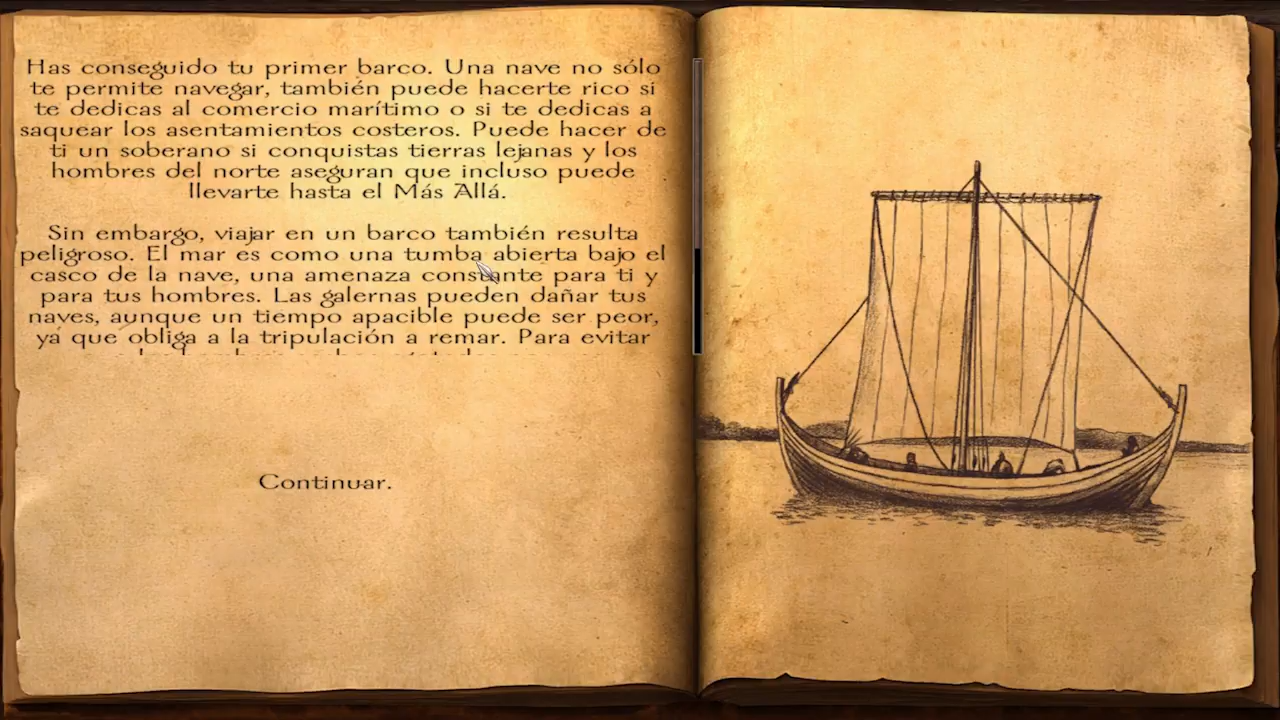 Has conseguido tu primer barco. Una nave no sólo
te permite navegar, también puede hacerte rico si
te dedicas al comercio marítimo o si te dedicas a
saquear los asentamientos costeros. Puede hacer de
ti un soberano si conquistas tierras lejanas y los
hombres del norte aseguran que incluso puede
llevarte hasta el Más Allá.
Sin embargo, viajar en un barco también resulta
peligroso. El mar es como una tumba abierta bajo el
casco de la nave, una amenaza constante para ti y
para tus hombres. Las galernas pueden dañar tus
naves, aunque un tiempo apacible puede ser peor,
ya que obliga a la tripulación a remar. Para evitar
Continuar.